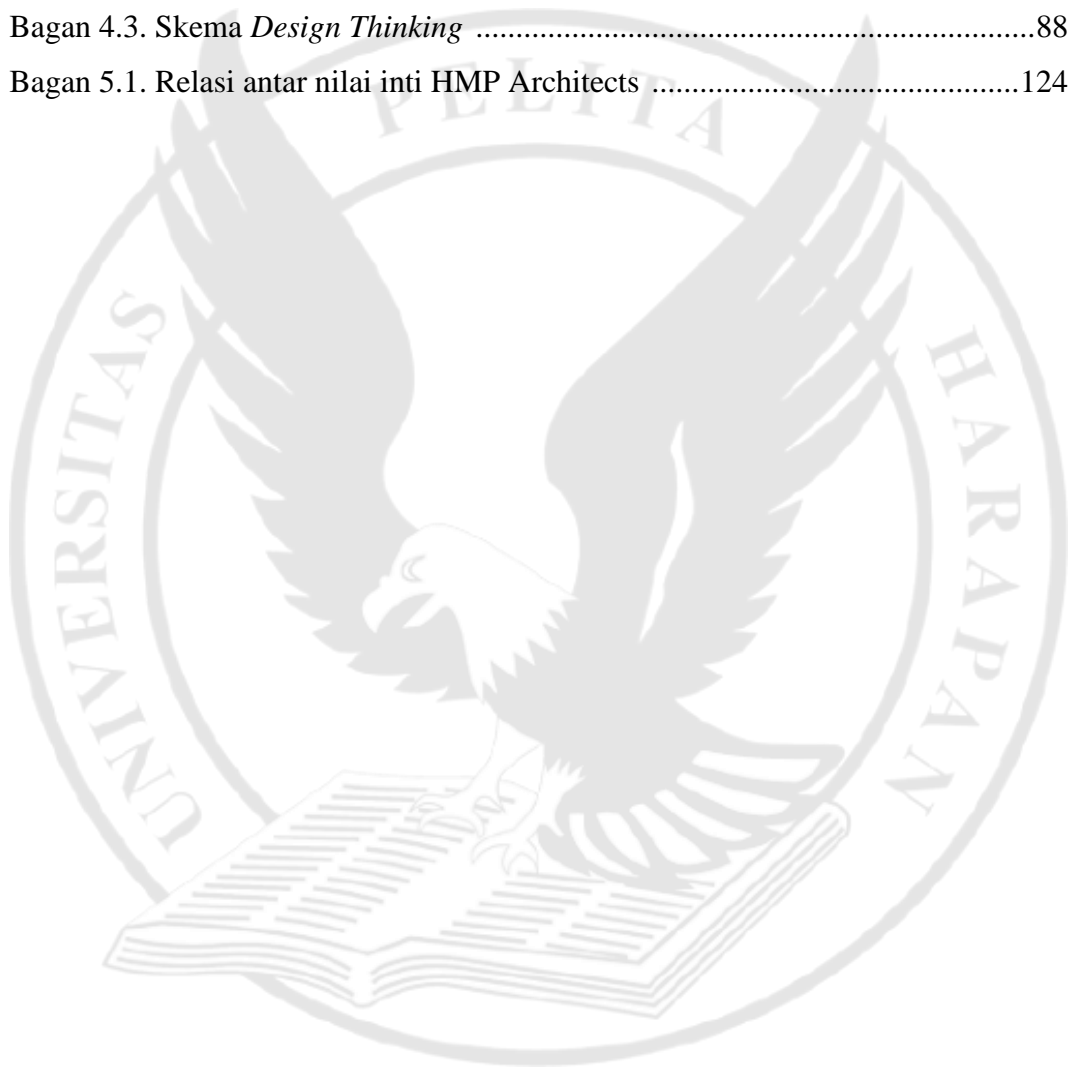 Bagan 4.3. Skema Design Thinking ......................................................................88
Bagan 5.1. Relasi antar nilai inti HMP Architects ..............................................124
UNIVERSITAS PELITA HARAPAN